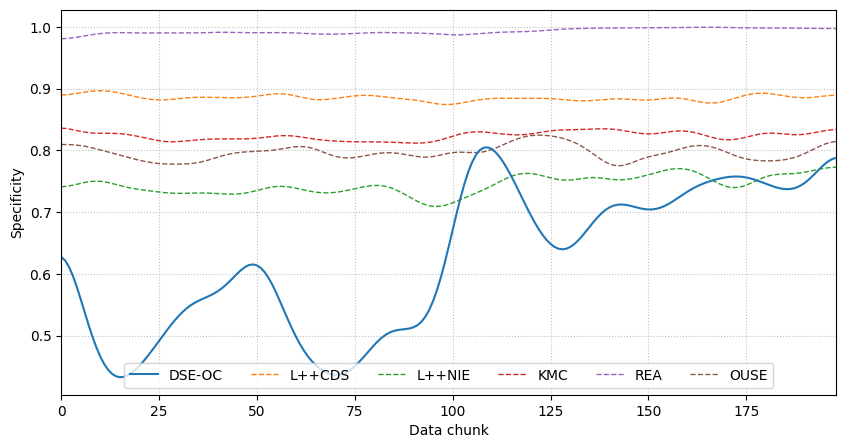 Specificity
1.0
0.9
0.8
0.7
0.6
0.5
DSE-OC L++CDS L++NIE KMC REA OUSE
0 25 50 75 100 125 150 175
Data chunk